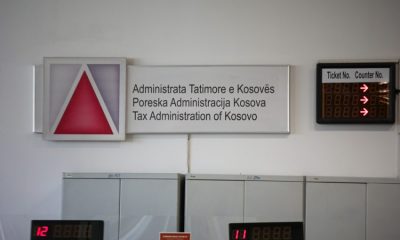 Administrata Tatimore e Kosovës
Poreska Administracija Kosova
Tax Administration of Kosovo
Ticket No. Counter No.
12
11